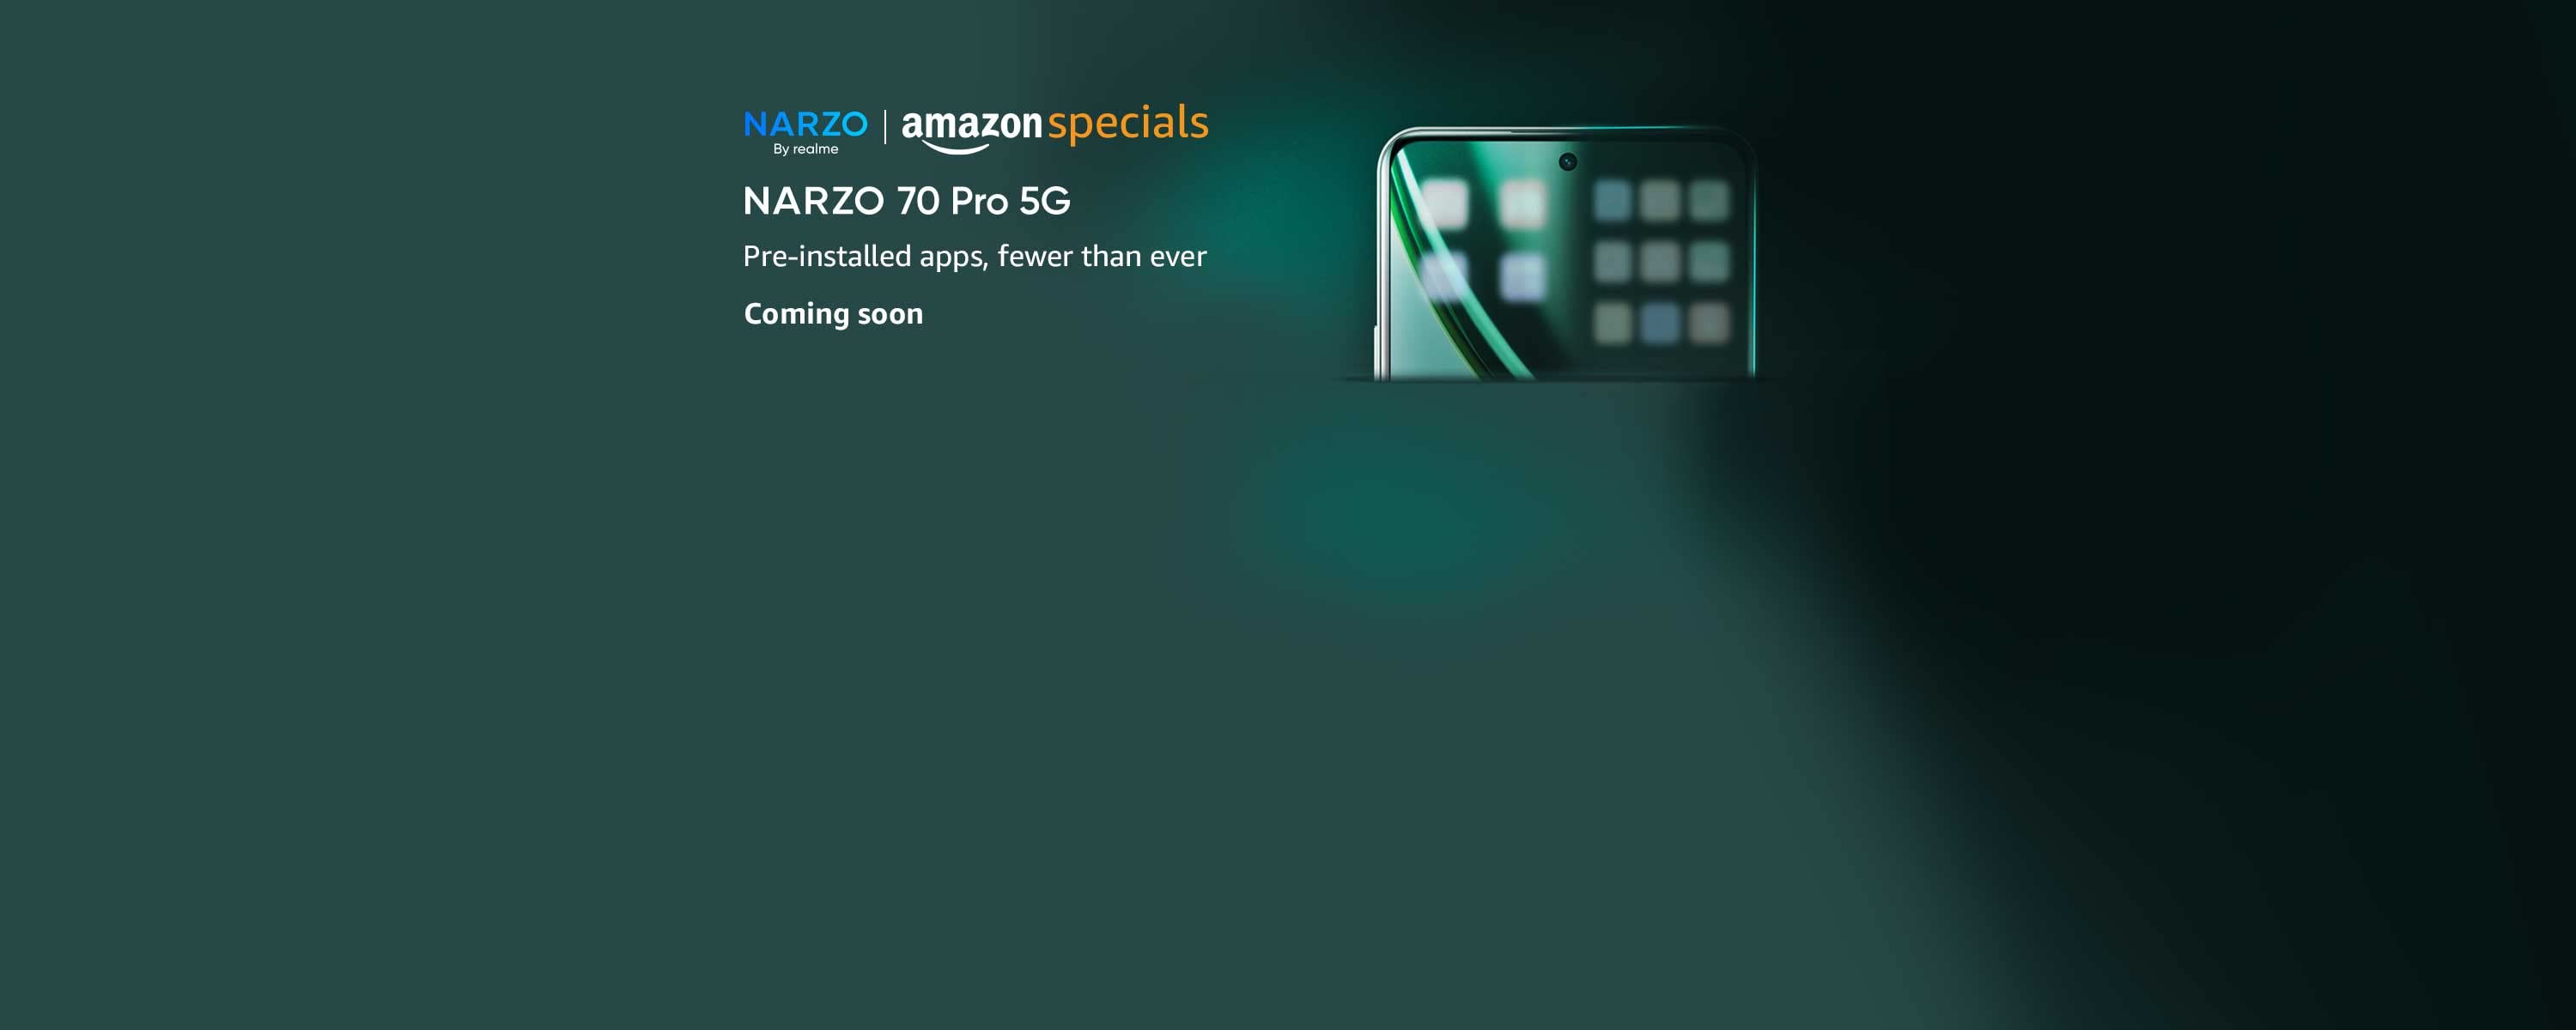 NARZO | amazon specials
By realme
NARZO 70 Pro 5G
Pre-installed apps, fewer than ever
Coming soon